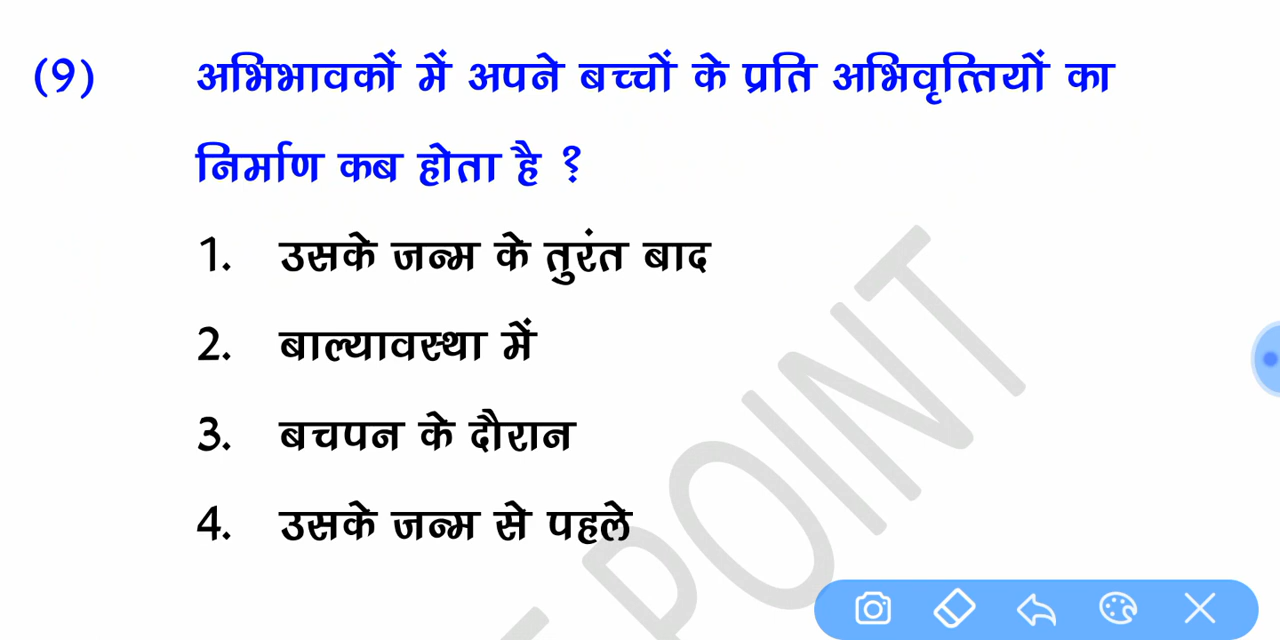 (9) अभिभावकों में अपने बच्चों के प्रति अभिवृत्तियों का
निर्माण कब होता है ?
1. उसके जन्म के तुरंत बाद
2. बाल्यावस्था में
3. बचपन के दौरान
4. उसके जन्म से पहले
POINT